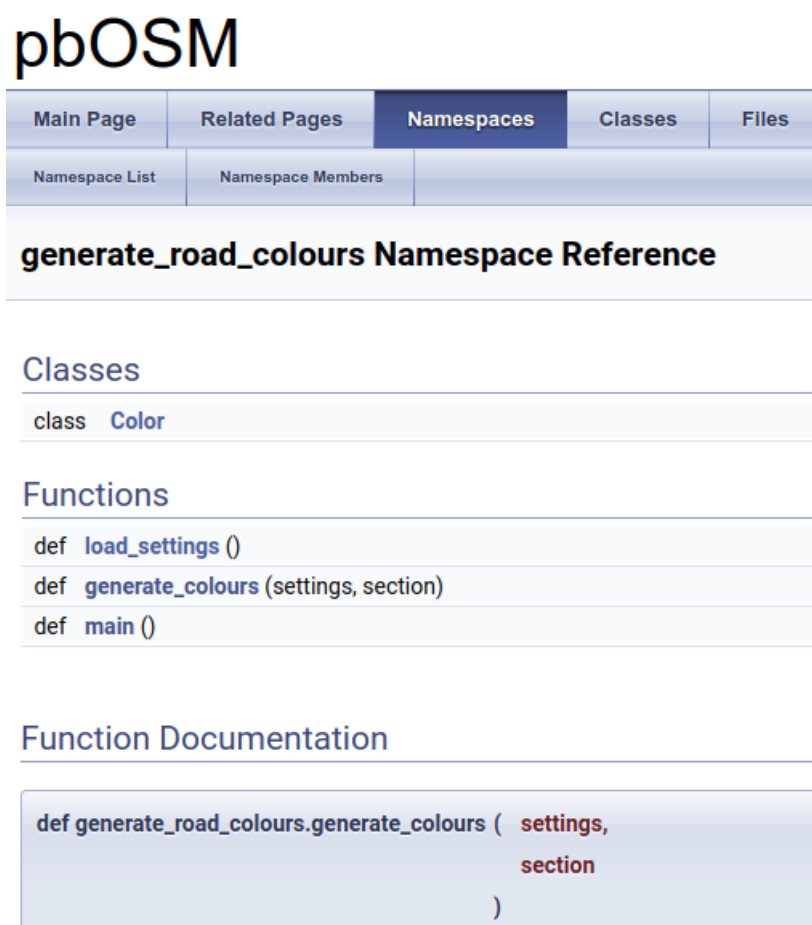 pbOSM
Main Page Related Pages Namespaces Classes Files
Namespace List Namespace Members
generate_road_colours Namespace Reference
Classes
class Color
Functions
def load_settings ()
def generate_colours (settings, section)
def main ()
Function Documentation
def generate_road_colours.generate_colours ( settings,
section
)